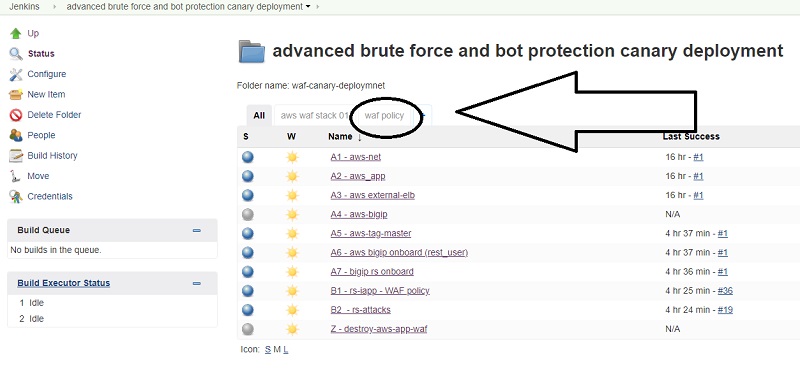 Jenkins › advanced brute force and bot protection canary deployment ›
Up
Status
Configure
New Item
Delete Folder
People
Build History
Move
Credentials
Build Queue
No builds in the queue.
Build Executor Status
1 Idle
2 Idle
advanced brute force and bot protection canary deployment
Folder name: waf-canary-deploymnet
All aws waf stack 01 waf policy
S W Name ↓ Last Success
A1 - aws-net 16 hr - #1
A2 - aws_app 16 hr - #1
A3 - aws external-elb 16 hr - #1
A4 - aws-bigip N/A
A5 - aws-tag-master 4 hr 37 min - #1
A6 - aws bigip onboard (rest_user) 4 hr 37 min - #1
A7 - bigip rs onboard 4 hr 36 min - #1
B1 - rs-iapp - WAF policy 4 hr 25 min - #36
B2 - rs-attacks 4 hr 24 min - #19
Z - destroy-aws-app-waf N/A
Icon: S M L